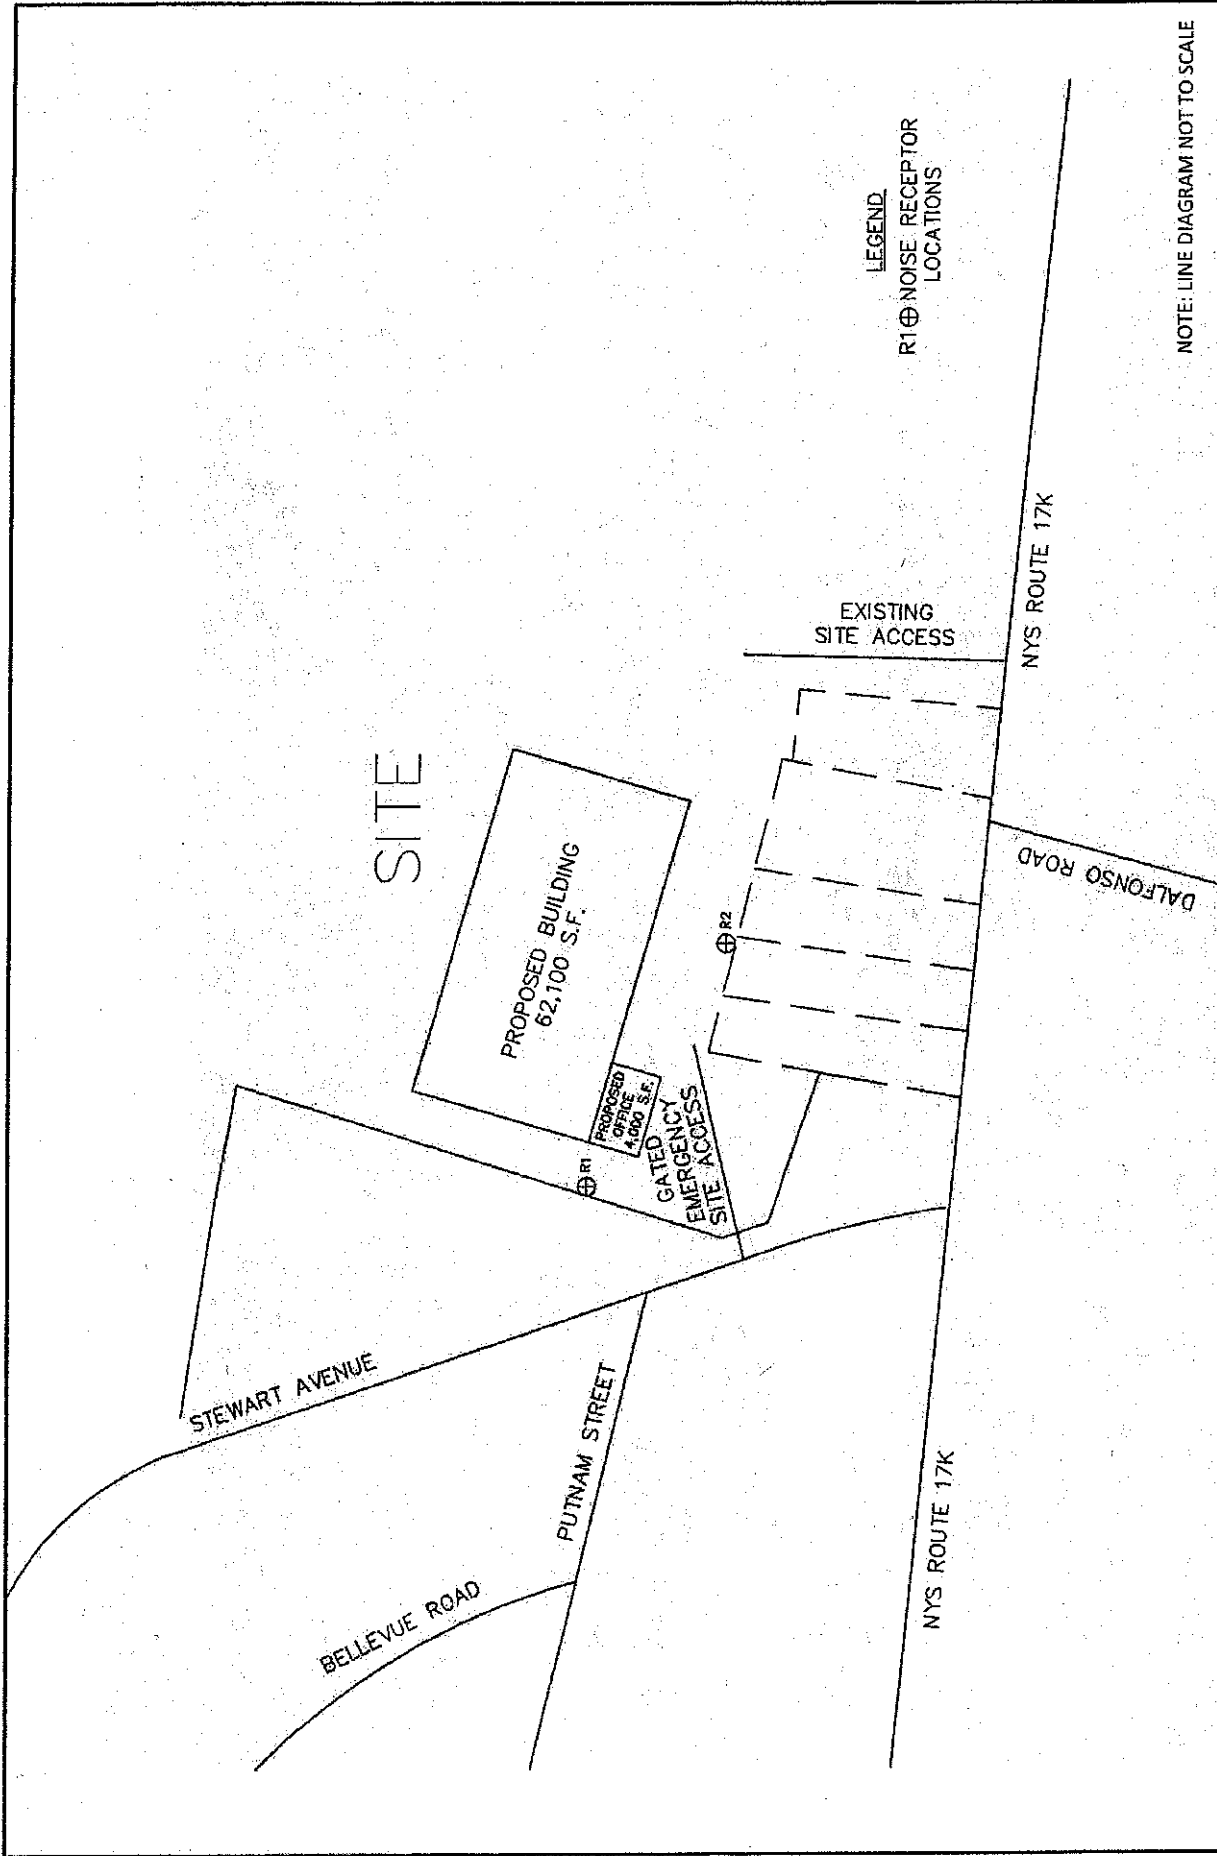 SITE
PROPOSED BUILDING
62,100 S.F.
PROPOSED
OFFICE
4,000 S.F.
R1
R2
GATED
EMERGENCY
SITE ACCESS
EXISTING
SITE ACCESS
STEWART AVENUE
PUTNAM STREET
BELLEVUE ROAD
NYS ROUTE 17K
NYS ROUTE 17K
DALFONSO ROAD
LEGEND
R1 NOISE RECEPTOR
LOCATIONS
NOTE: LINE DIAGRAM NOT TO SCALE